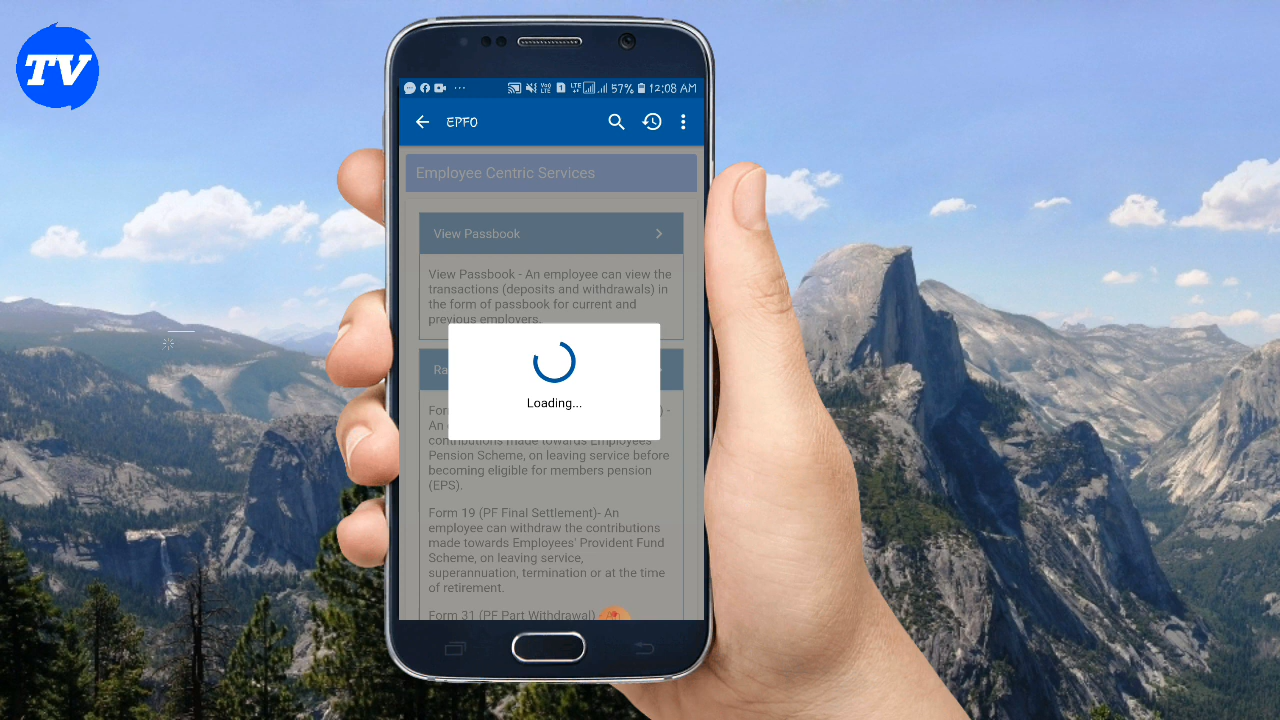 TV
57% 12:08 AM
EPFO
Employee Centric Services
View Passbook
View Passbook - An employee can view the
transactions (deposits and withdrawals) in
the form of passbook for current and
previous employers.
Loading...
An
contributions made towards Employees'
Pension Scheme, on leaving service before
becoming eligible for members pension
(EPS).
Form 19 (PF Final Settlement)- An
employee can withdraw the contributions
made towards Employees' Provident Fund
Scheme, on leaving service,
superannuation, termination or at the time
of retirement.
Form 31 (PF Part Withdrawal) -